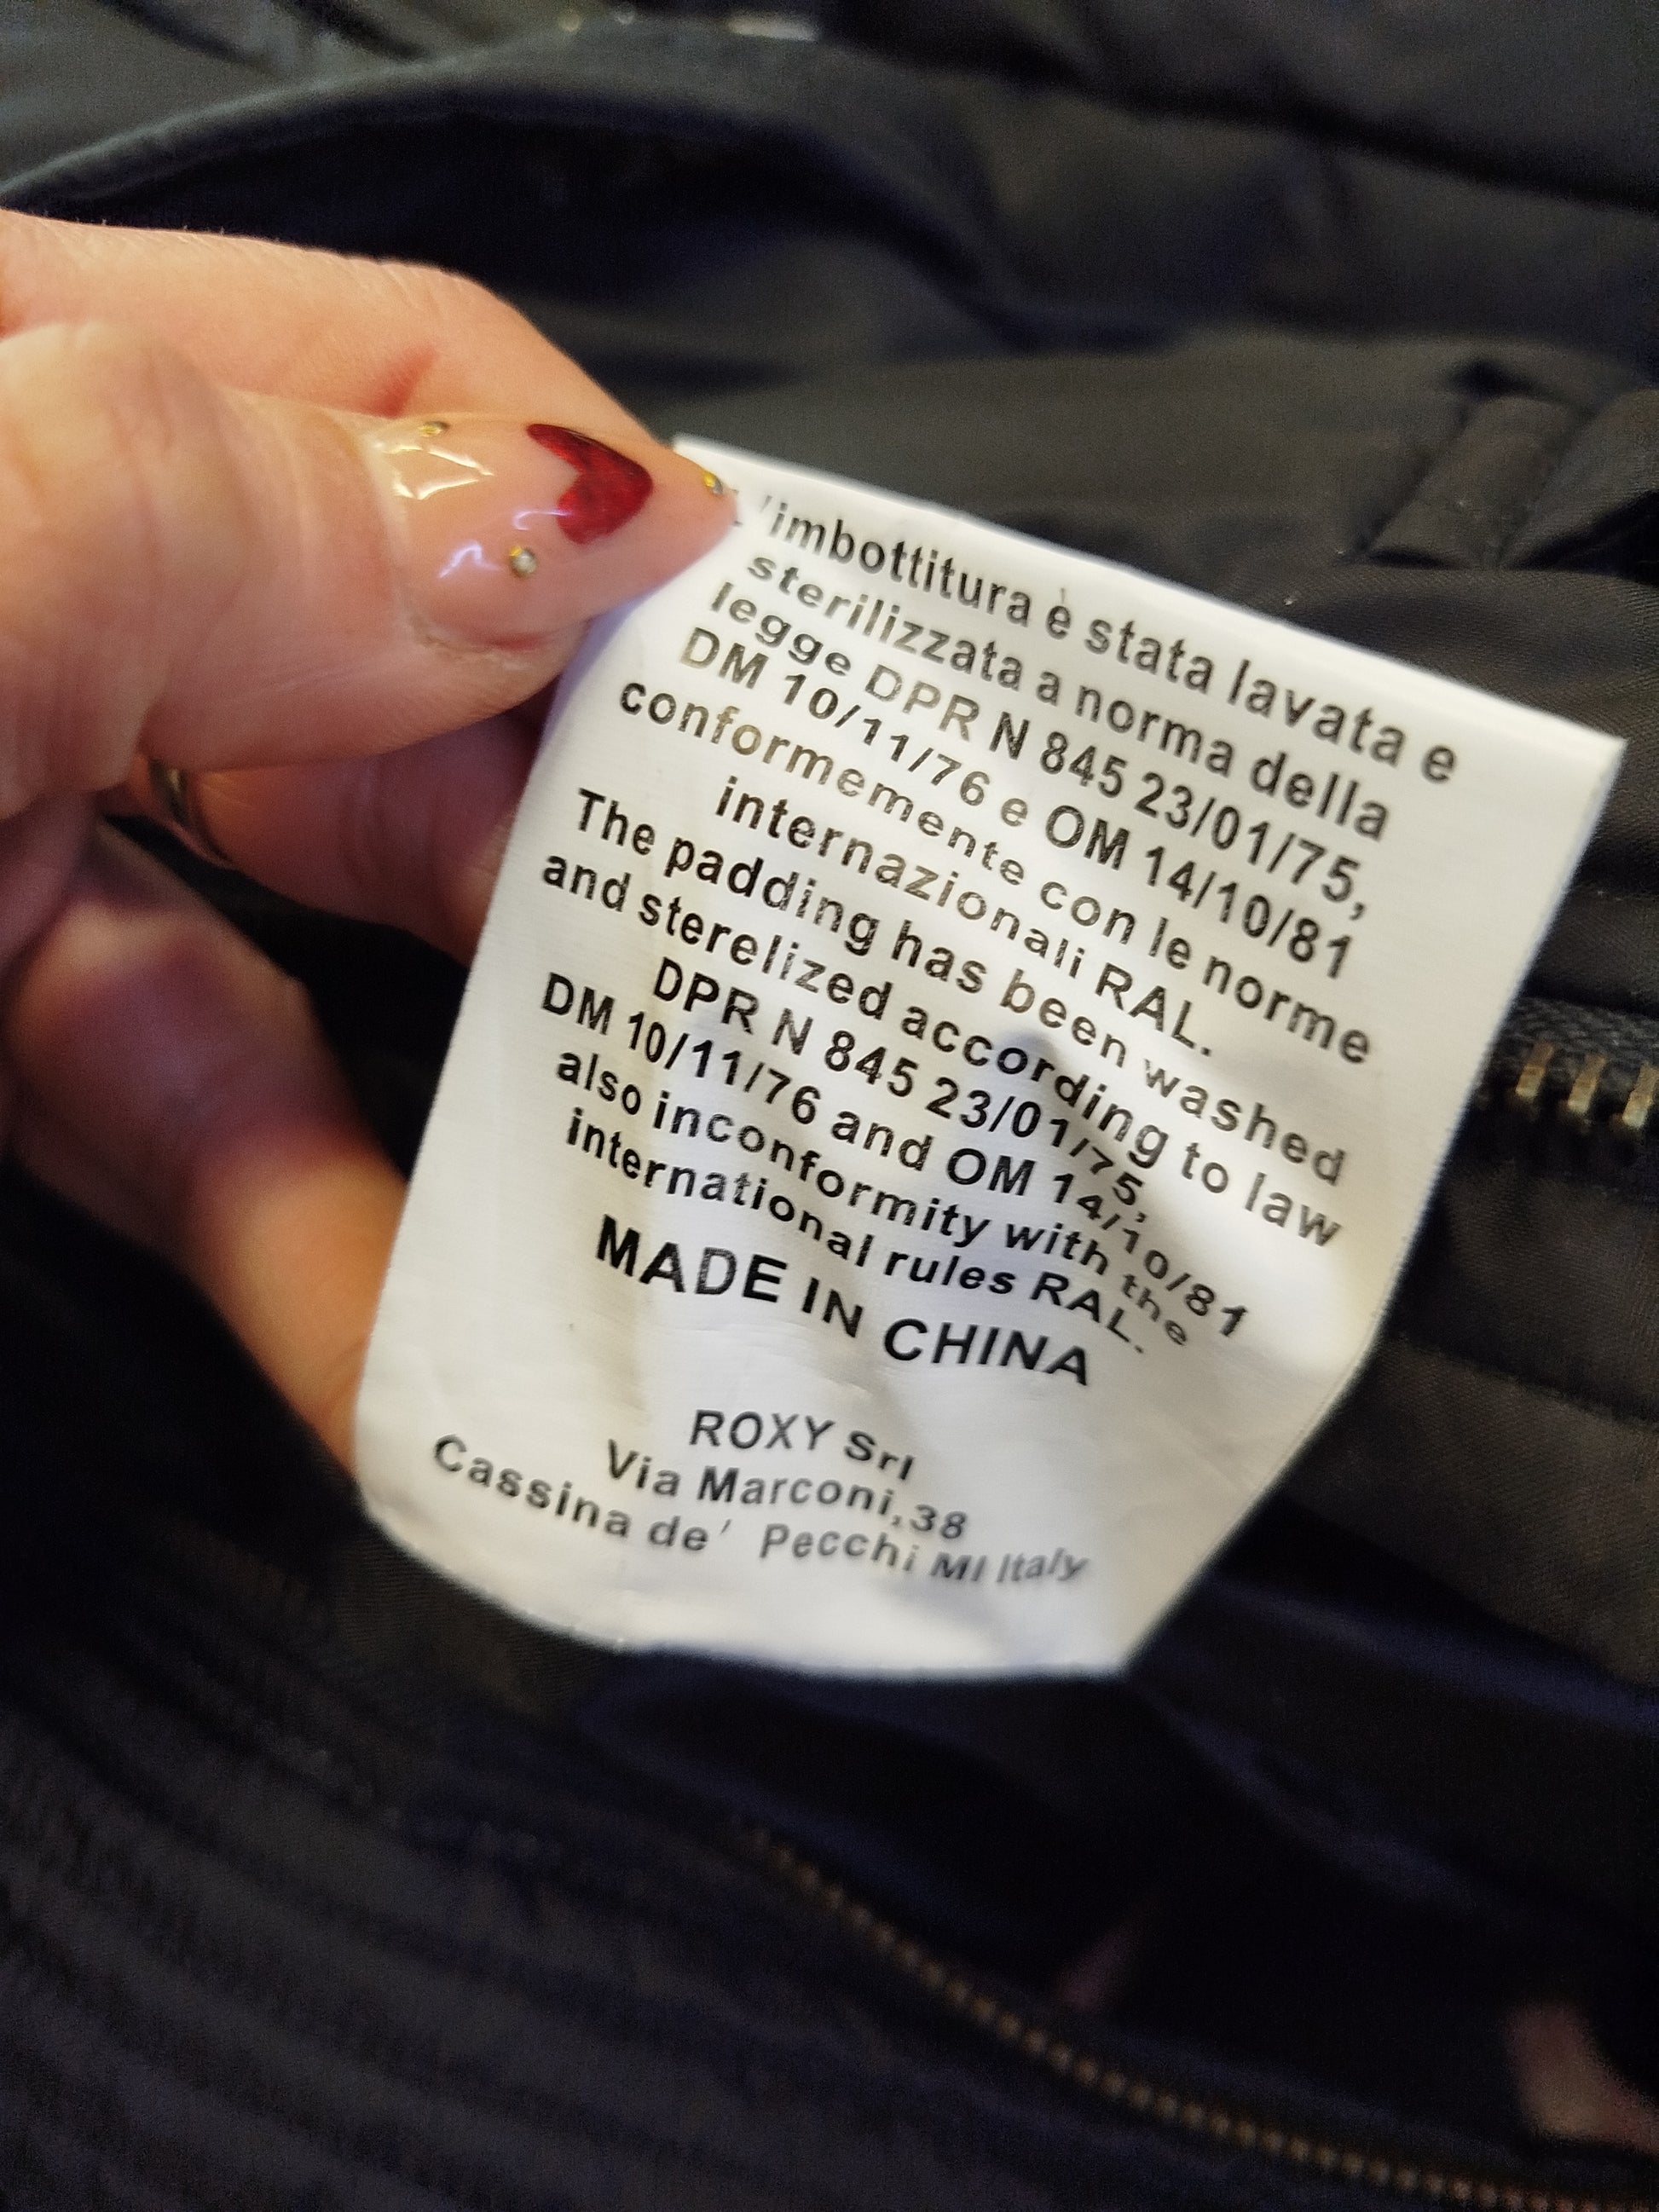 L'imbottitura è stata lavata e
sterilizzata a norma della
legge DPR N 845 23/01/75,
DM 10/11/76 e OM 14/10/81
conformemente con le norme
internazionali RAL.
The padding has been washed
and sterelized according to law
DPR N 845 23/01/75,
DM 10/11/76 and OM 14/10/81
also inconformity with the
international rules RAL.
MADE IN CHINA
ROXY Srl
Via Marconi,38
Cassina de' Pecchi MI Italy